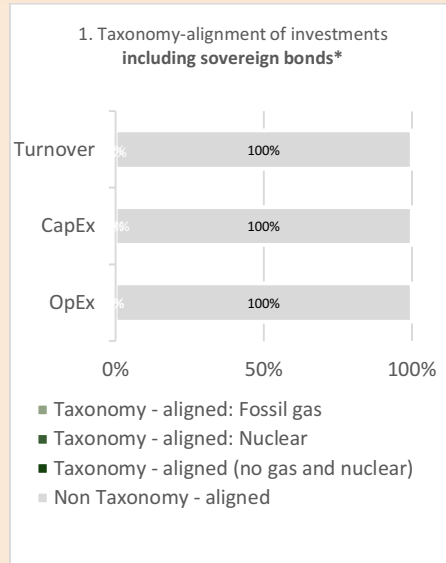 1. Taxonomy-alignment of investments
including sovereign bonds*
Turnover
100%
CapEx
100%
OpEx
100%
0% 50% 100%
Taxonomy - aligned: Fossil gas
Taxonomy - aligned: Nuclear
Taxonomy - aligned (no gas and nuclear)
Non Taxonomy - aligned